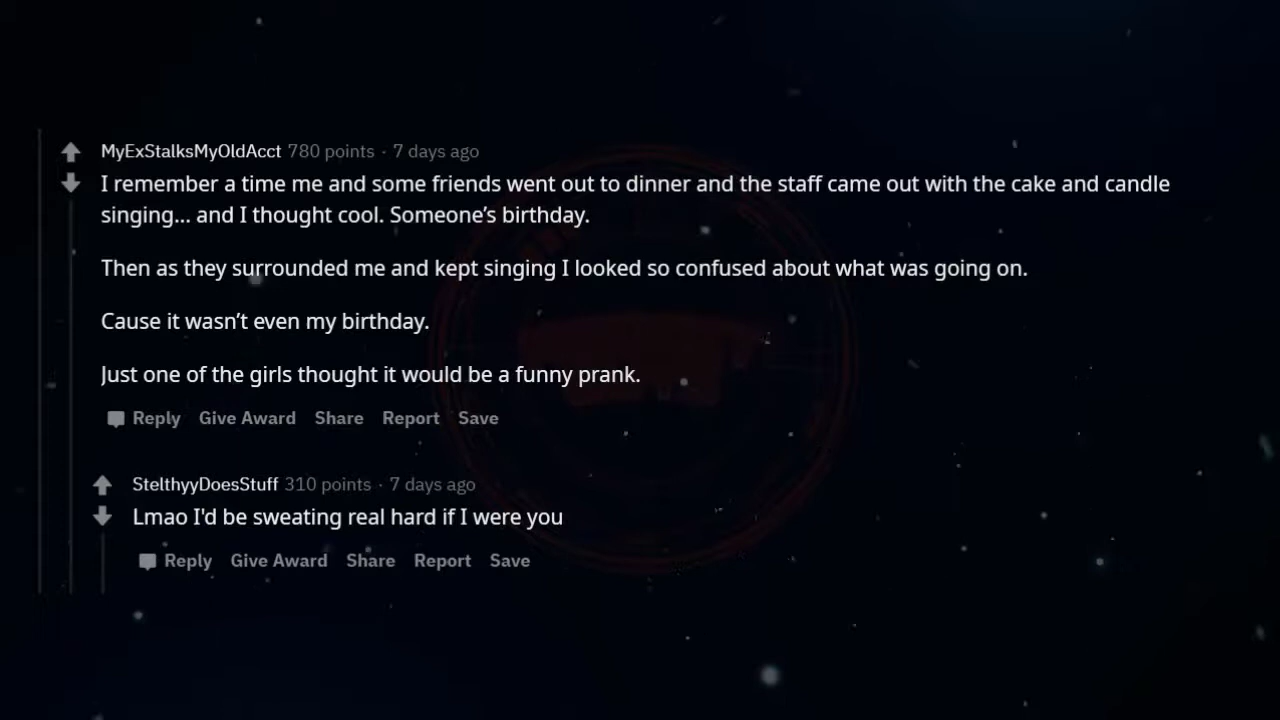 MyExStalksMyOldAcct 780 points · 7 days ago
I remember a time me and some friends went out to dinner and the staff came out with the cake and candle
singing... and I thought cool. Someone’s birthday.
Then as they surrounded me and kept singing I looked so confused about what was going on.
Cause it wasn’t even my birthday.
Just one of the girls thought it would be a funny prank.
Reply Give Award Share Report Save
StelthyyDoesStuff 310 points · 7 days ago
Lmao I'd be sweating real hard if I were you
Reply Give Award Share Report Save